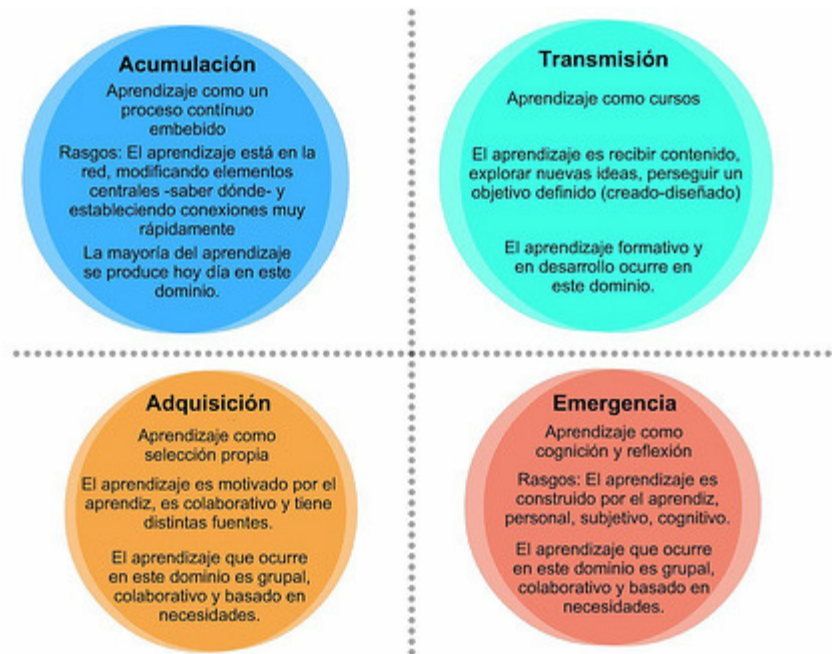 Acumulación
Aprendizaje como un
proceso contínuo
embebido
Rasgos: El aprendizaje está en la
red, modificando elementos
centrales -saber dónde- y
estableciendo conexiones muy
rápidamente
La mayoría del aprendizaje
se produce hoy día en este
dominio.
Transmisión
Aprendizaje como cursos
El aprendizaje es recibir contenido,
explorar nuevas ideas, perseguir un
objetivo definido (creado-diseñado)
El aprendizaje formativo y
en desarrollo ocurre en
este dominio.
Adquisición
Aprendizaje como
selección propia
El aprendizaje es motivado por el
aprendiz, es colaborativo y tiene
distintas fuentes.
El aprendizaje que ocurre
en este dominio es grupal,
colaborativo y basado en
necesidades.
Emergencia
Aprendizaje como
cognición y reflexión
Rasgos: El aprendizaje es
construido por el aprendiz,
personal, subjetivo, cognitivo.
El aprendizaje que ocurre
en este dominio es grupal,
colaborativo y basado en
necesidades.